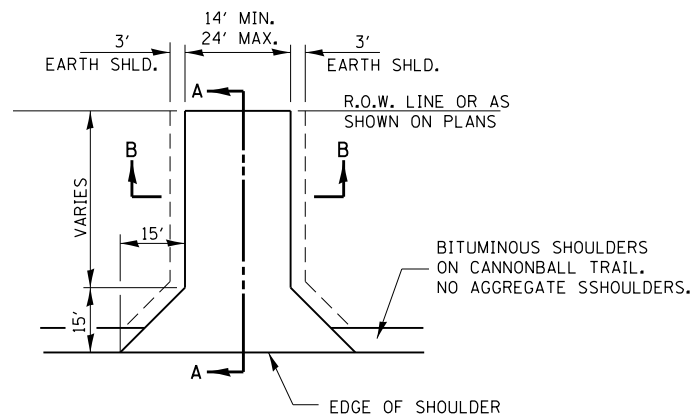 14' MIN.
24' MAX.
3'
EARTH SHLD.
3'
EARTH SHLD.
A
R.O.W. LINE OR AS
SHOWN ON PLANS
B
B
VARIES
15'
BITUMINOUS SHOULDERS
ON CANNONBALL TRAIL.
NO AGGREGATE SSHOULDERS.
15'
A
EDGE OF SHOULDER